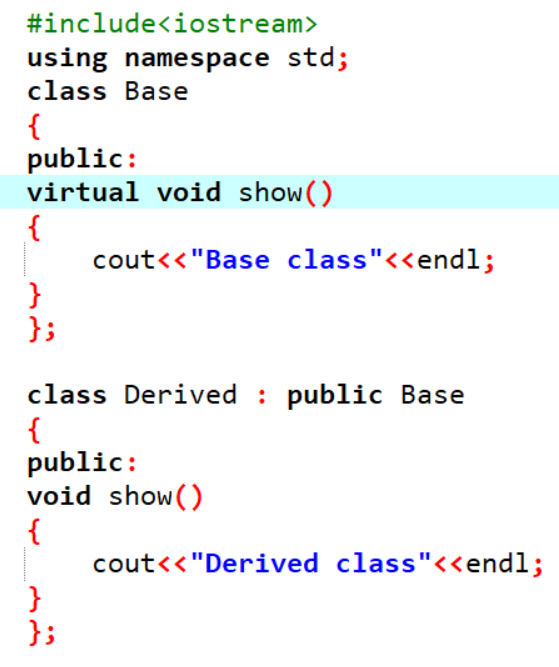 #include<iostream>
using namespace std;
class Base
{
public:
virtual void show()
{
    cout<<"Base class"<<endl;
}
};

class Derived : public Base
{
public:
void show()
{
    cout<<"Derived class"<<endl;
}
};